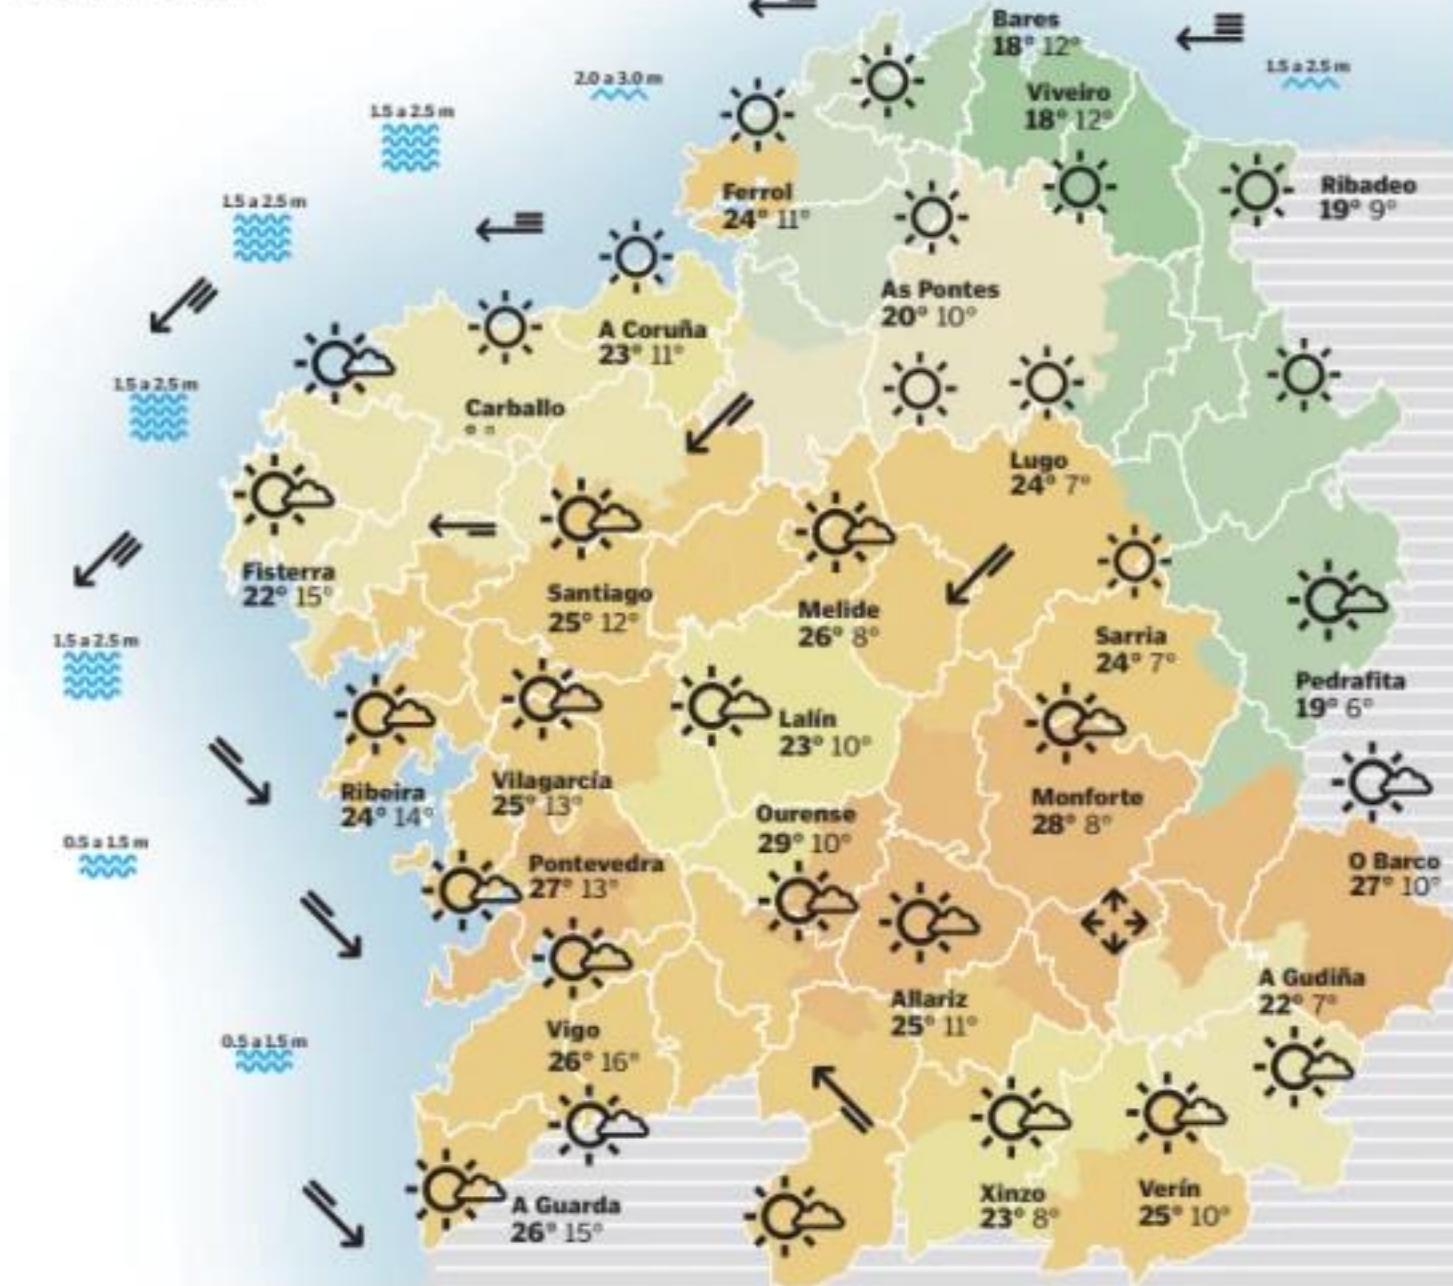 Bares
18° 12°
1.5 a 2.5 m
2.0 a 3.0 m
Viveiro
18° 12°
1.5 a 2.5 m
Ferrol
24° 11°
Ribadeo
19° 9°
1.5 a 2.5 m
As Pontes
20° 10°
A Coruña
23° 11°
1.5 a 2.5 m
Carballo
° °
Lugo
24° 7°
Fisterra
22° 15°
Santiago
25° 12°
Melide
26° 8°
Sarria
24° 7°
1.5 a 2.5 m
Pedrafita
19° 6°
Lalín
23° 10°
Ribeira
24° 14°
Vilagarcía
25° 13°
Monforte
28° 8°
Ourense
29° 10°
0.5 a 1.5 m
Pontevedra
27° 13°
O Barco
27° 10°
A Gudiña
22° 7°
Allariz
25° 11°
Vigo
26° 16°
0.5 a 1.5 m
A Guarda
26° 15°
Xinzo
23° 8°
Verín
25° 10°